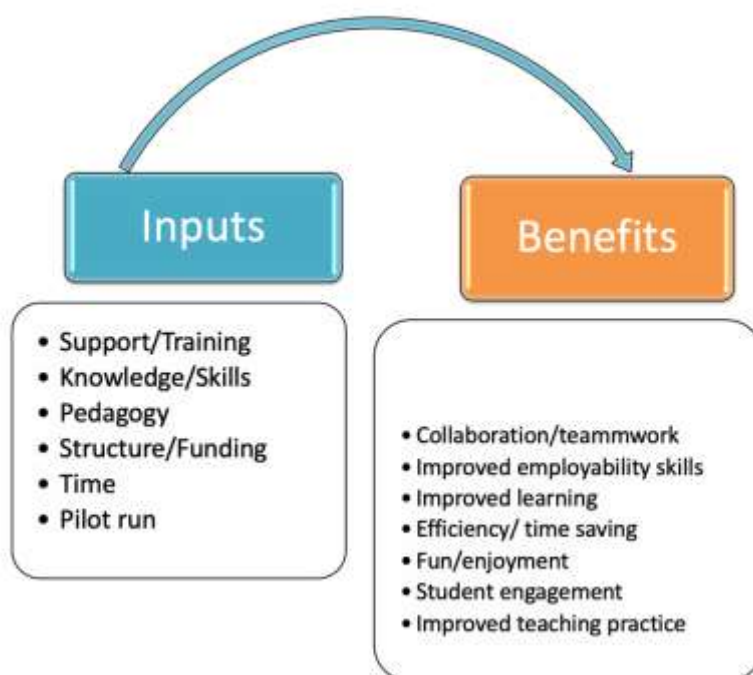 Inputs
• Support/Training
• Knowledge/Skills
• Pedagogy
• Structure/Funding
• Time
• Pilot run
Benefits
• Collaboration/teammwork
• Improved employability skills
• Improved learning
• Efficiency/ time saving
• Fun/enjoyment
• Student engagement
• Improved teaching practice